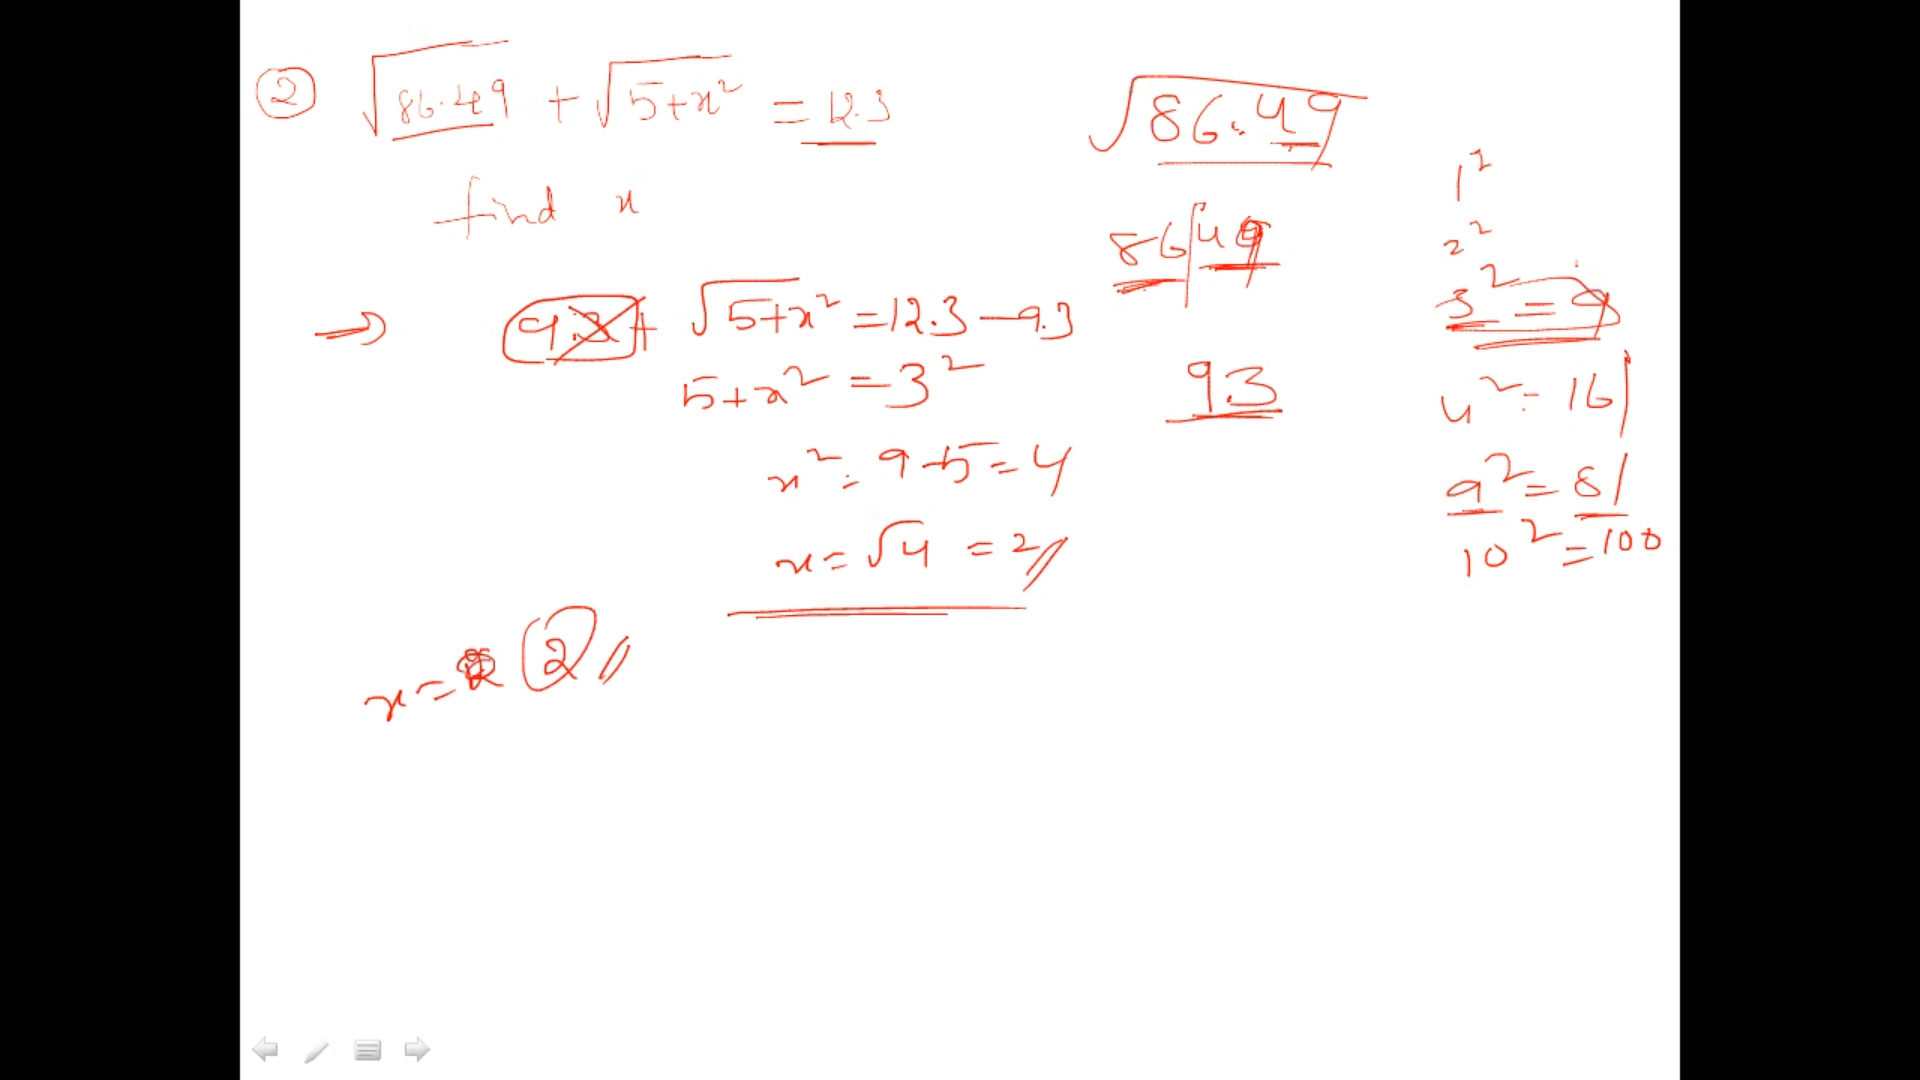 ② √86.49 + √5+x² = 12.3
find x
⇒ 9.3 + √5+x² = 12.3 – 9.3
5+x² = 3²
x² = 9-5 = 4
x = √4 = 2//
x = 2//
√86.49
86|49
9.3
1²
2²
3² = 9
4² = 16
9² = 81
10² = 100